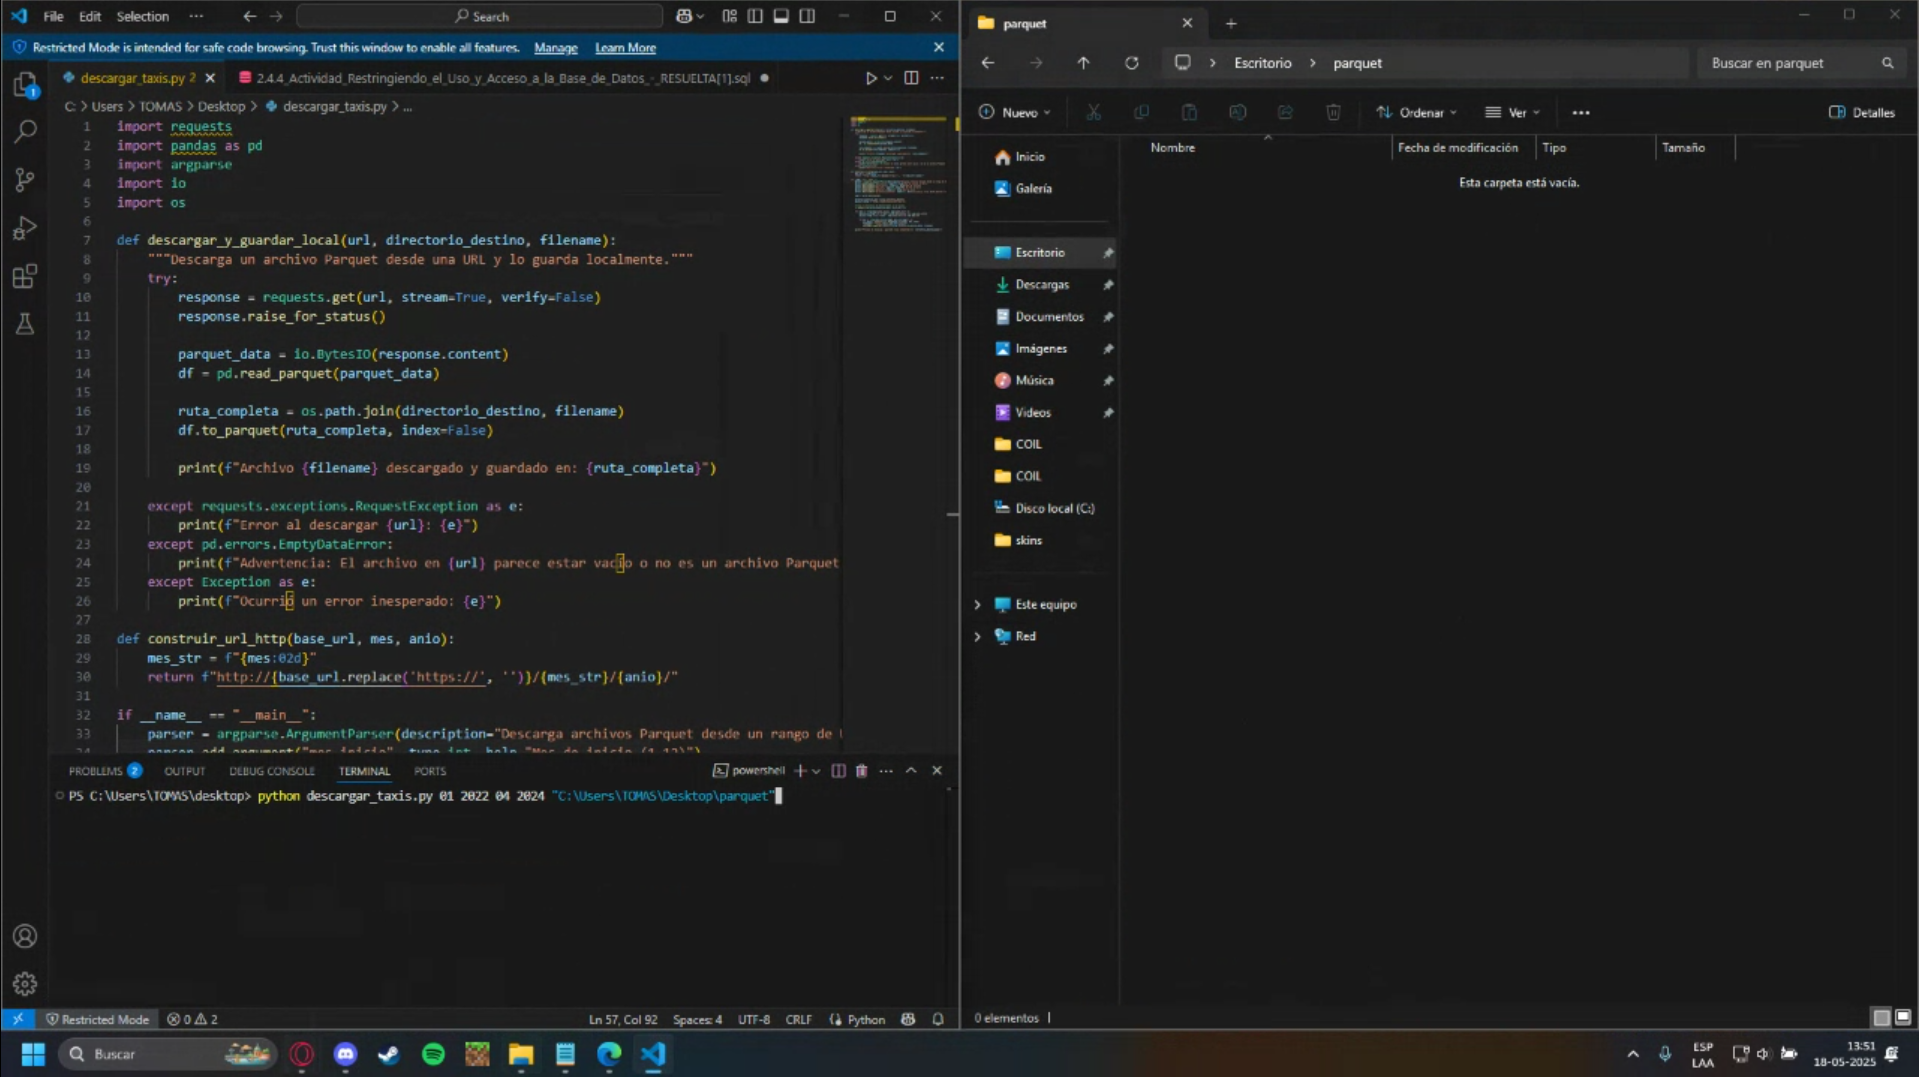 File Edit Selection ··· Search
Restricted Mode is intended for safe code browsing. Trust this window to enable all features. Manage Learn More
descargar_taxis.py 2 2.4.4_Actividad_Restringiendo_el_Uso_y_Acceso_a_la_Base_de_Datos_-_RESUELTA[1].sql
C: > Users > TOMAS > Desktop > descargar_taxis.py > ...
1 import requests
2 import pandas as pd
3 import argparse
4 import io
5 import os
6
7 def descargar_y_guardar_local(url, directorio_destino, filename):
8 """Descarga un archivo Parquet desde una URL y lo guarda localmente."""
9 try:
10 response = requests.get(url, stream=True, verify=False)
11 response.raise_for_status()
12
13 parquet_data = io.BytesIO(response.content)
14 df = pd.read_parquet(parquet_data)
15
16 ruta_completa = os.path.join(directorio_destino, filename)
17 df.to_parquet(ruta_completa, index=False)
18
19 print(f"Archivo {filename} descargado y guardado en: {ruta_completa}")
20
21 except requests.exceptions.RequestException as e:
22 print(f"Error al descargar {url}: {e}")
23 except pd.errors.EmptyDataError:
24 print(f"Advertencia: El archivo en {url} parece estar vacío o no es un archivo Parquet
25 except Exception as e:
26 print(f"Ocurrió un error inesperado: {e}")
27
28 def construir_url_http(base_url, mes, anio):
29 mes_str = f"{mes:02d}"
30 return f"http://{base_url.replace('https://', '')}/{mes_str}/{anio}/"
31
32 if __name__ == "__main__":
33 parser = argparse.ArgumentParser(description="Descarga archivos Parquet desde un rango de
PROBLEMS 2 OUTPUT DEBUG CONSOLE TERMINAL PORTS powershell
PS C:\Users\TOMAS\desktop> python descargar_taxis.py 01 2022 04 2024 "C:\Users\TOMAS\Desktop\parquet"
Restricted Mode 0 2 Ln 57, Col 92 Spaces: 4 UTF-8 CRLF Python
parquet
Escritorio > parquet Buscar en parquet
Nuevo Ordenar Ver ··· Detalles
Nombre Fecha de modificación Tipo Tamaño
Esta carpeta está vacía.
Inicio
Galería
Escritorio
Descargas
Documentos
Imágenes
Música
Videos
COIL
COIL
Disco local (C:)
skins
Este equipo
Red
0 elementos
Buscar
ESP
LAA
13:51
18-05-2025